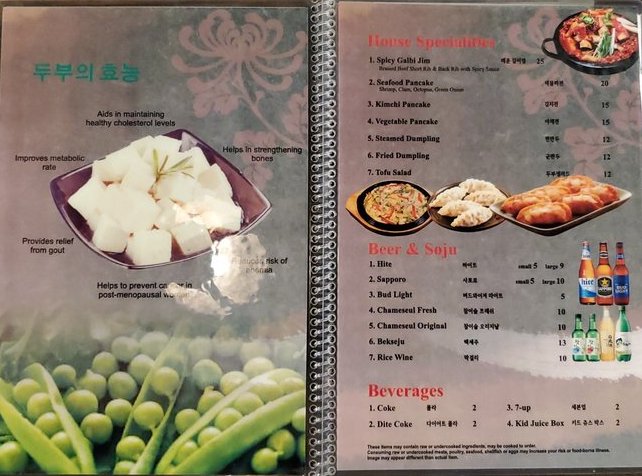 두부의 효능
Aids in maintaining
healthy cholesterol levels
Helps in strengthening
bones
Improves metabolic
rate
Provides relief
from gout
risk of
Helps to prevent
post-menopausal
House Specialities
1. Spicy Galbi Jim 매운 갈비찜 25
Braised Beef Short Rib & Back Rib with Spicy Sauce
2. Seafood Pancake 해물파전 20
Shrimp, Clam, Octopus, Green Onion
3. Kimchi Pancake 김치전 15
4. Vegetable Pancake 야채전 15
5. Steamed Dumpling 찐만두 12
6. Fried Dumpling 군만두 12
7. Tofu Salad 두부샐러드 12
Beer & Soju
1. Hite 하이트 small 5 large 9
2. Sapporo 사포로 small 5 large 10
3. Bud Light 버드와이저 라이트 5
4. Chameseul Fresh 참이슬 프레쉬 10
5. Chameseul Original 참이슬 오리지날 10
6. Bekseju 백세주 13
7. Rice Wine 막걸리 10
Beverages
1. Coke 콜라 2 3. 7-up 세븐업 2
2. Dite Coke 다이어트 콜라 2 4. Kid Juice Box 키드 쥬스 박스 2
These items may contain raw or undercooked ingredients, may be cooked to order.
Consuming raw or undercooked meats, poultry, seafood, shellfish or eggs may increase your risk or food-borne illness.
Image may appear different than actual item.